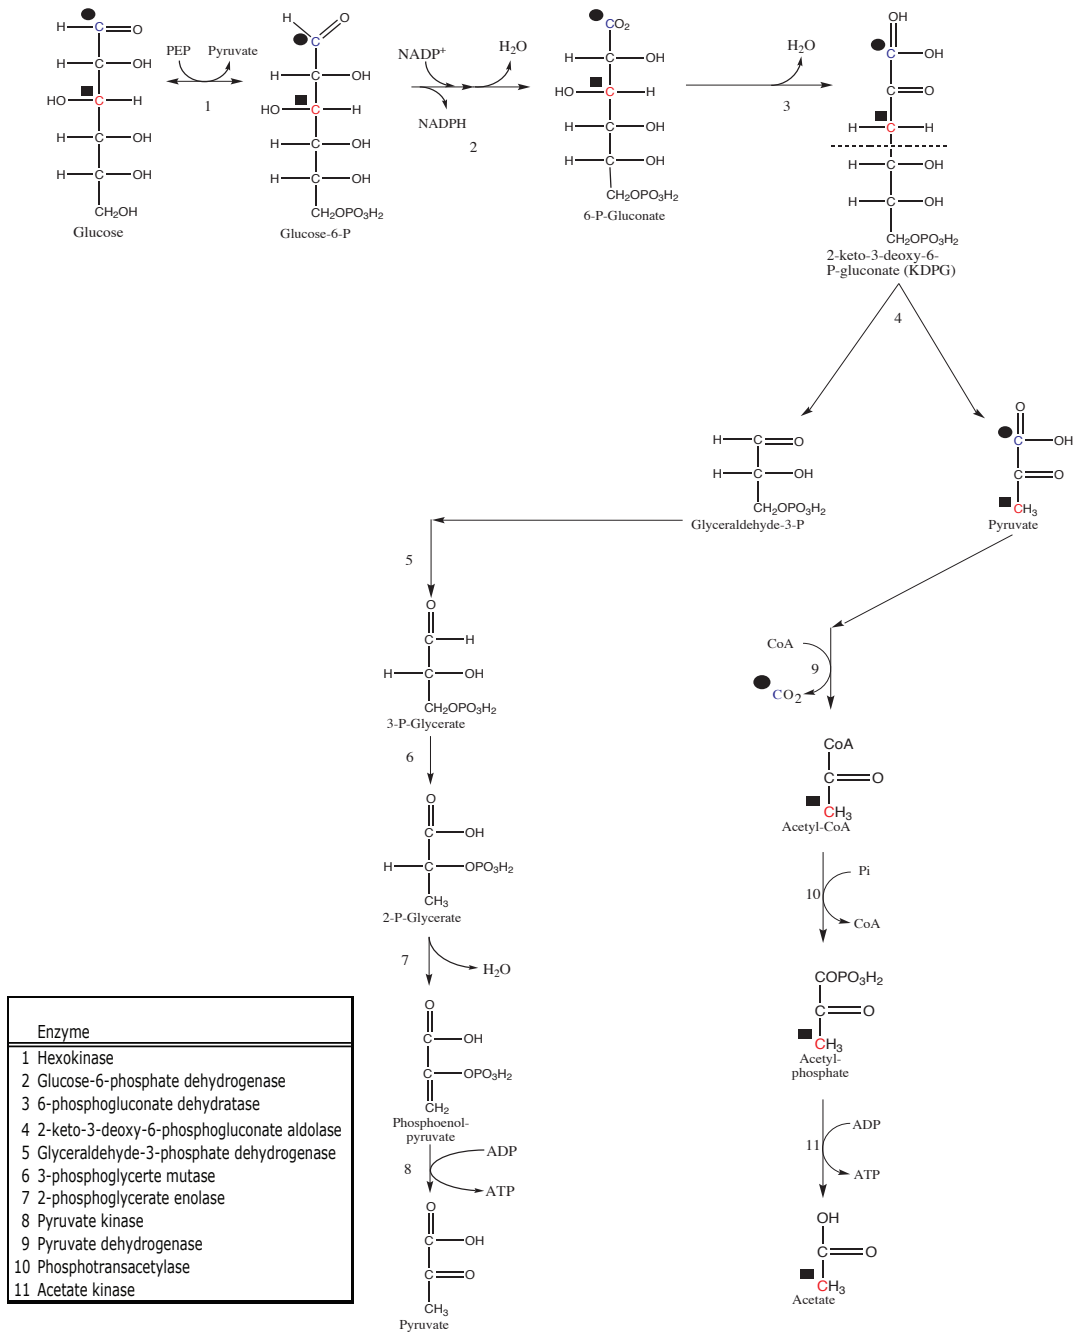 H C O
H C OH
HO C H
H C OH
H C OH
CH2OH
Glucose
PEP Pyruvate
1
H O
C
H C OH
HO C H
H C OH
H C OH
CH2OPO3H2
Glucose-6-P
NADP+ H2O
NADPH
2
CO2
H C OH
HO C H
H C OH
H C OH
CH2OPO3H2
6-P-Gluconate
H2O
3
OH
C OH
C O
H C H
H C OH
H C OH
CH2OPO3H2
2-keto-3-deoxy-6-
P-gluconate (KDPG)
4
H C O
H C OH
CH2OPO3H2
Glyceraldehyde-3-P
O
C OH
C O
CH3
Pyruvate
5
O
C H
H C OH
CH2OPO3H2
3-P-Glycerate
6
O
C OH
H C OPO3H2
CH3
2-P-Glycerate
7
H2O
O
C OH
C OPO3H2
CH2
Phosphoenol-
pyruvate
8
ADP
ATP
O
C OH
C O
CH3
Pyruvate
CoA
9
CO2
CoA
C O
CH3
Acetyl-CoA
Pi
10
CoA
COPO3H2
C O
CH3
Acetyl-
phosphate
ADP
11
ATP
OH
C O
CH3
Acetate
Enzyme
1 Hexokinase
2 Glucose-6-phosphate dehydrogenase
3 6-phosphogluconate dehydratase
4 2-keto-3-deoxy-6-phosphogluconate aldolase
5 Glyceraldehyde-3-phosphate dehydrogenase
6 3-phosphoglycerte mutase
7 2-phosphoglycerate enolase
8 Pyruvate kinase
9 Pyruvate dehydrogenase
10 Phosphotransacetylase
11 Acetate kinase